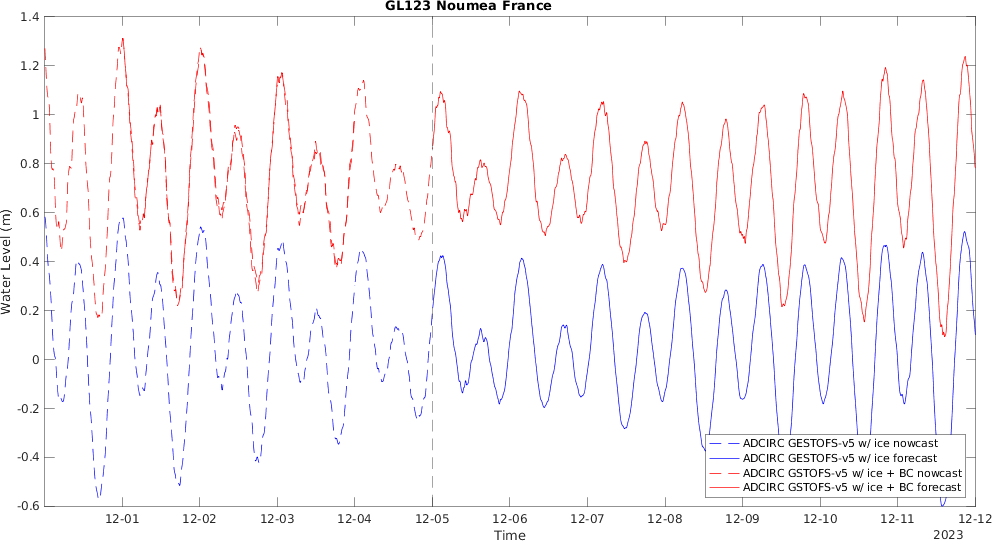 GL123 Noumea France
1.4
1.2
1
0.8
0.6
0.4
0.2
0
-0.2
-0.4
-0.6
Water Level (m)
ADCIRC GESTOFS-v5 w/ ice nowcast
ADCIRC GESTOFS-v5 w/ ice forecast
ADCIRC GSTOFS-v5 w/ ice + BC nowcast
ADCIRC GSTOFS-v5 w/ ice + BC forecast
12-01 12-02 12-03 12-04 12-05 12-06 12-07 12-08 12-09 12-10 12-11 12-12
Time
2023